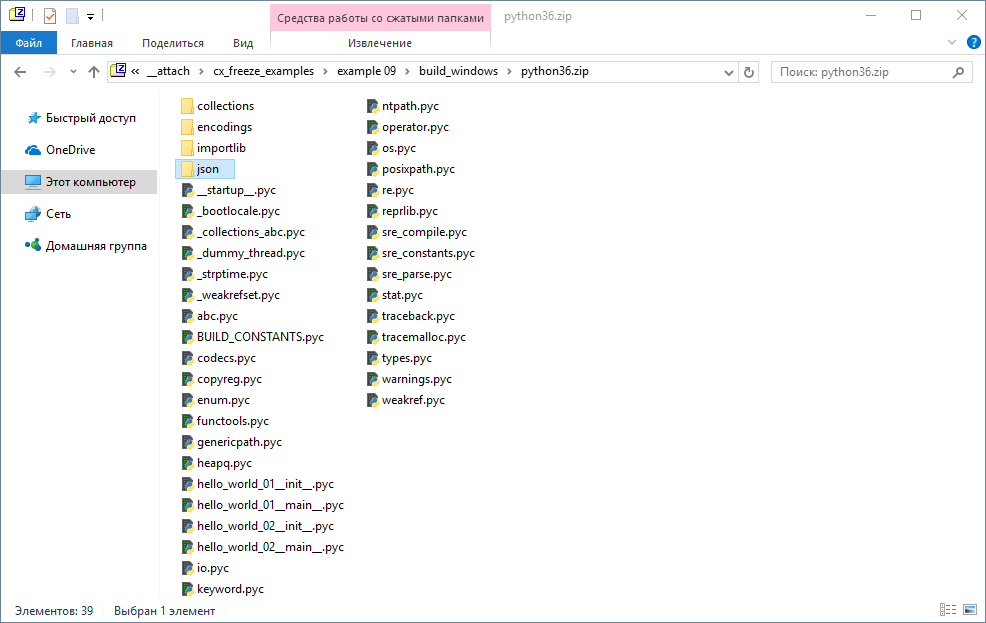 Средства работы со сжатыми папками
python36.zip
Файл Главная Поделиться Вид Извлечение
« __attach › cx_freeze_examples › example 09 › build_windows › python36.zip
Поиск: python36.zip
Быстрый доступ
OneDrive
Этот компьютер
Сеть
Домашняя группа
collections
encodings
importlib
json
__startup__.pyc
_bootlocale.pyc
_collections_abc.pyc
_dummy_thread.pyc
_strptime.pyc
_weakrefset.pyc
abc.pyc
BUILD_CONSTANTS.pyc
codecs.pyc
copyreg.pyc
enum.pyc
functools.pyc
genericpath.pyc
heapq.pyc
hello_world_01__init__.pyc
hello_world_01__main__.pyc
hello_world_02__init__.pyc
hello_world_02__main__.pyc
io.pyc
keyword.pyc
ntpath.pyc
operator.pyc
os.pyc
posixpath.pyc
re.pyc
reprlib.pyc
sre_compile.pyc
sre_constants.pyc
sre_parse.pyc
stat.pyc
traceback.pyc
tracemalloc.pyc
types.pyc
warnings.pyc
weakref.pyc
Элементов: 39 Выбран 1 элемент